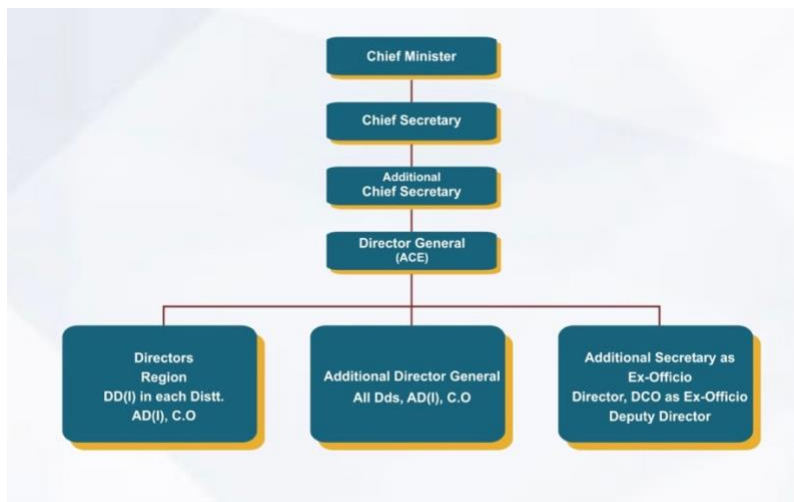 Chief Minister
Chief Secretary
Additional
Chief Secretary
Director General
(ACE)
Directors
Region
DD(I) in each Distt.
AD(I), C.O
Additional Director General
All Dds, AD(I), C.O
Additional Secretary as
Ex-Officio
Director, DCO as Ex-Officio
Deputy Director